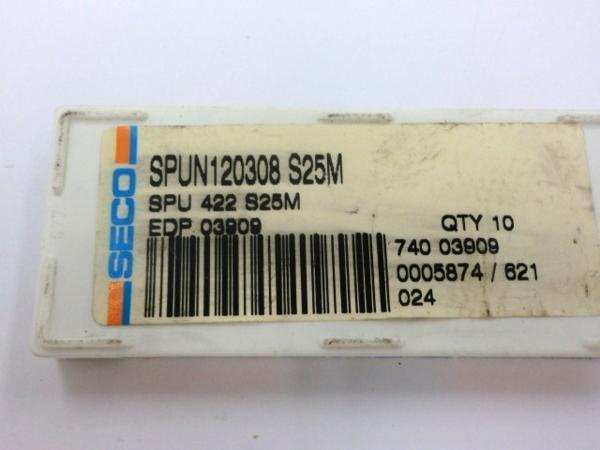 SECO
SPUN120308 S25M
SPU 422 S25M
EDP 03909
QTY 10
740 03909
0005874 / 621
024